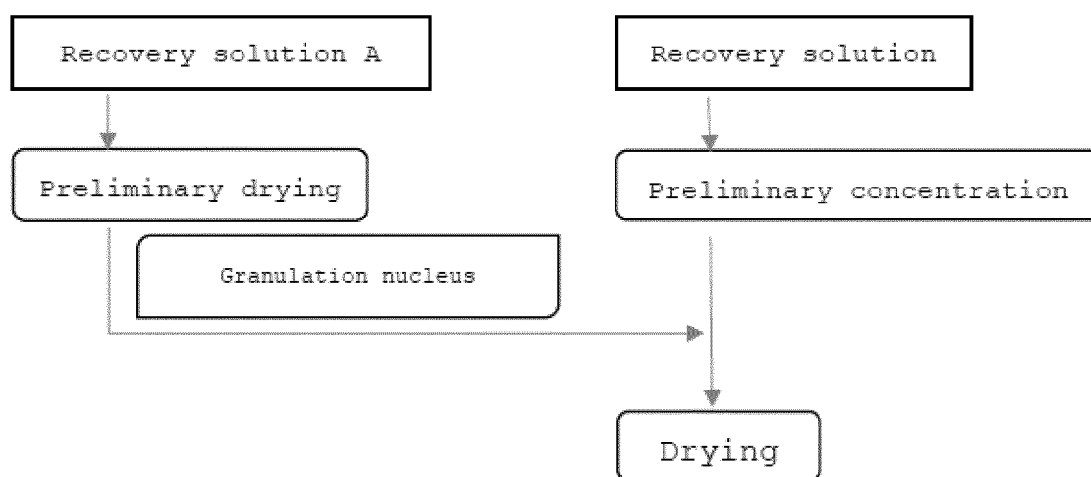 Recovery solution A
Recovery solution
Preliminary drying
Preliminary concentration
Granulation nucleus
Drying